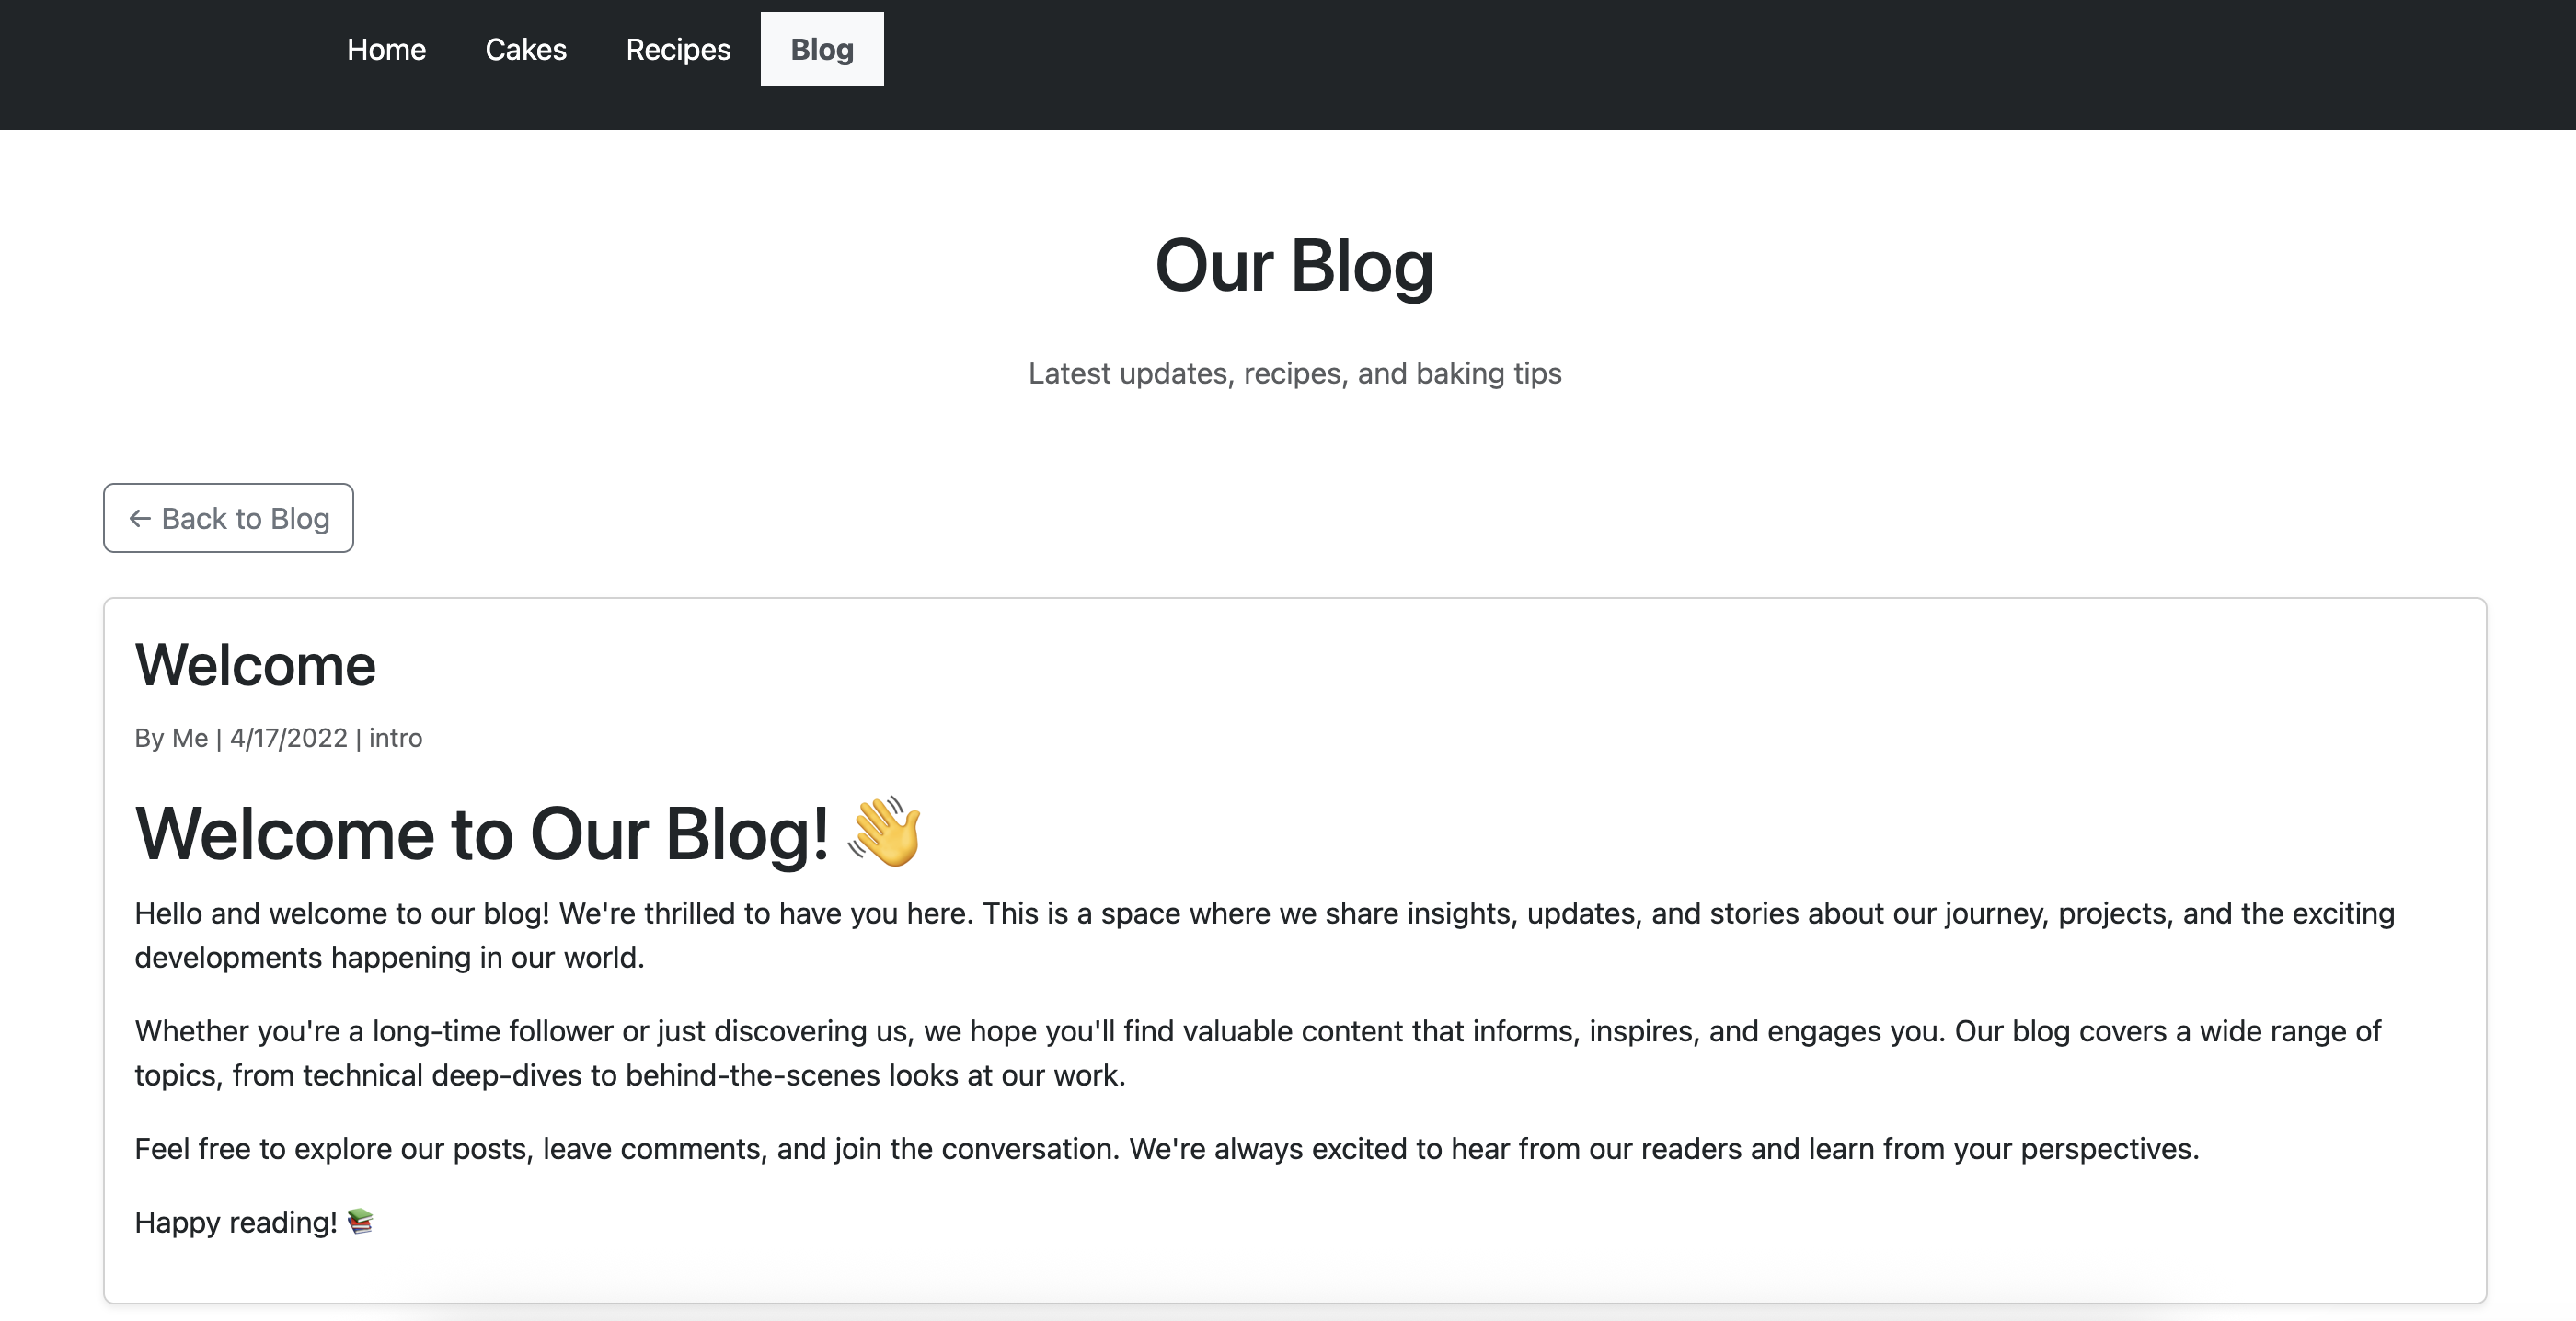 Home Cakes Recipes Blog
Our Blog
Latest updates, recipes, and baking tips
← Back to Blog
Welcome
By Me | 4/17/2022 | intro
Welcome to Our Blog! 👋
Hello and welcome to our blog! We're thrilled to have you here. This is a space where we share insights, updates, and stories about our journey, projects, and the exciting
developments happening in our world.
Whether you're a long-time follower or just discovering us, we hope you'll find valuable content that informs, inspires, and engages you. Our blog covers a wide range of
topics, from technical deep-dives to behind-the-scenes looks at our work.
Feel free to explore our posts, leave comments, and join the conversation. We're always excited to hear from our readers and learn from your perspectives.
Happy reading! 📚